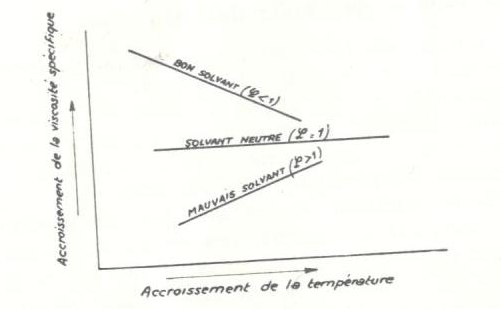 Accroissement de la viscosité spécifique
BON SOLVANT (𝓛<1)
SOLVANT NEUTRE (𝓛=1)
MAUVAIS SOLVANT (𝓛>1)
Accroissement de la température